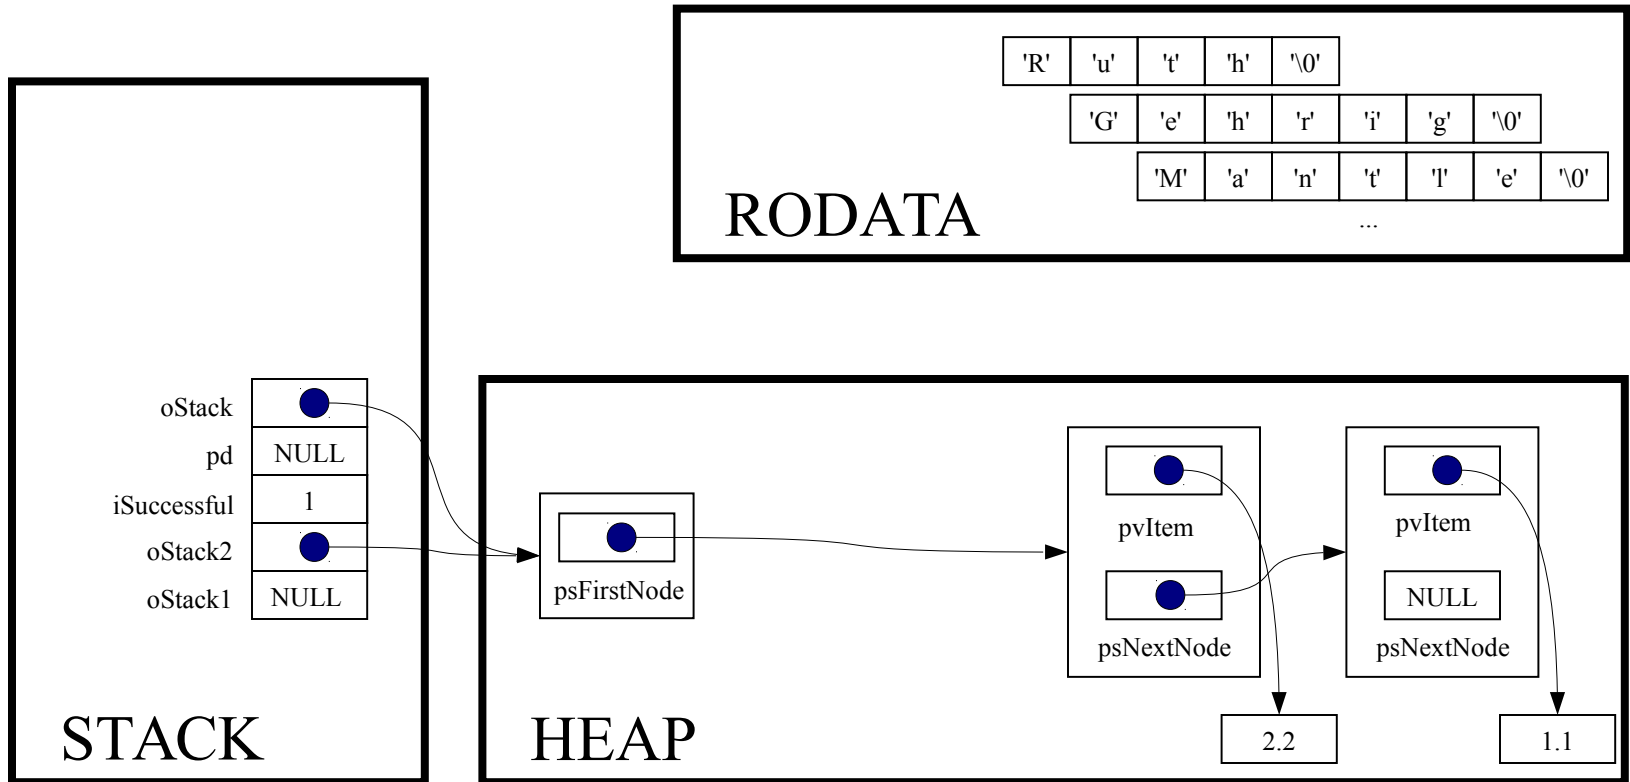 'R' 'u' 't' 'h' '\0'
'G' 'e' 'h' 'r' 'i' 'g' '\0'
'M' 'a' 'n' 't' 'l' 'e' '\0'
...
RODATA
oStack
pd NULL
iSuccessful 1
oStack2
oStack1 NULL
STACK
psFirstNode
pvItem
psNextNode
pvItem
NULL
psNextNode
2.2
1.1
HEAP